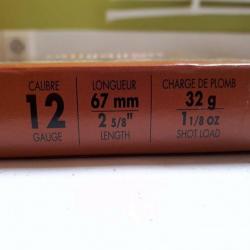 CALIBRE
12
GAUGE
LONGUEUR
67 mm
2 5/8"
LENGTH
CHARGE DE PLOMB
32 g
1 1/8 OZ
SHOT LOAD